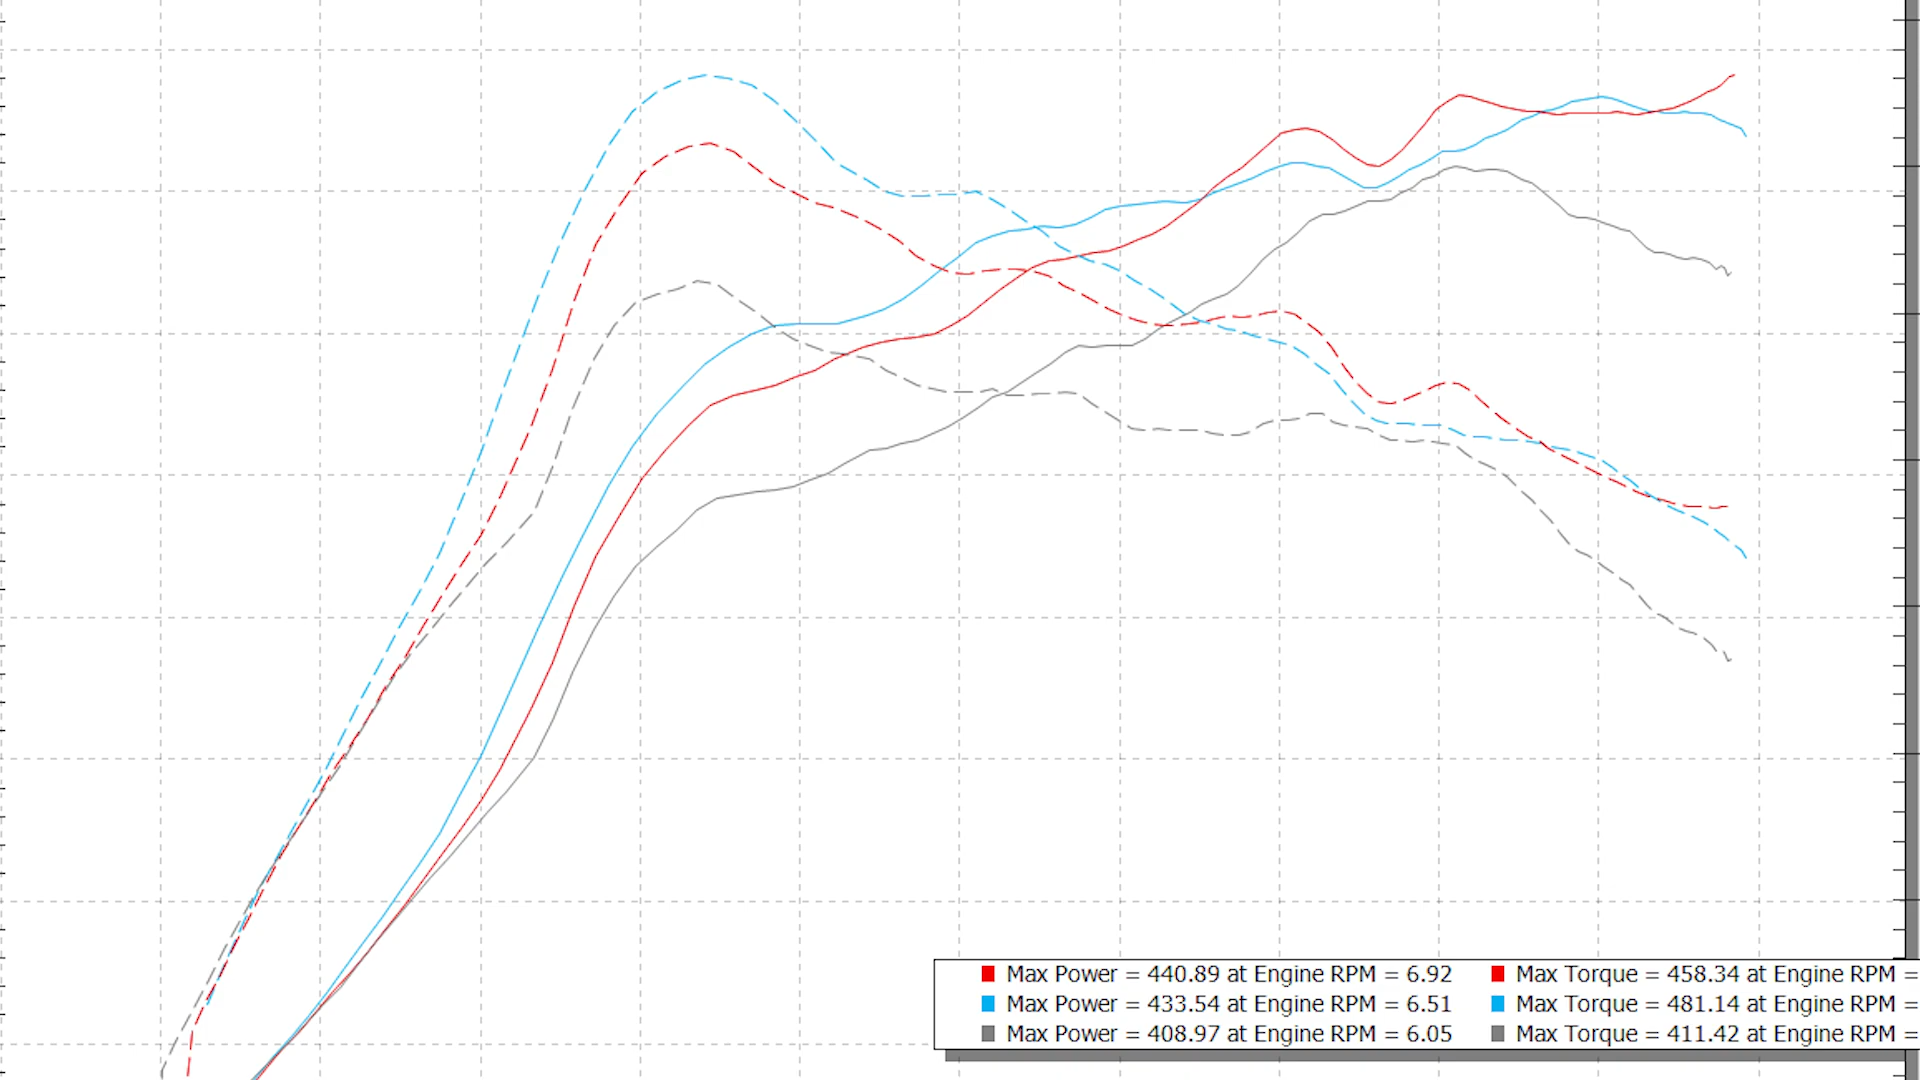 Max Power = 440.89 at Engine RPM = 6.92 Max Torque = 458.34 at Engine RPM =
Max Power = 433.54 at Engine RPM = 6.51 Max Torque = 481.14 at Engine RPM =
Max Power = 408.97 at Engine RPM = 6.05 Max Torque = 411.42 at Engine RPM =